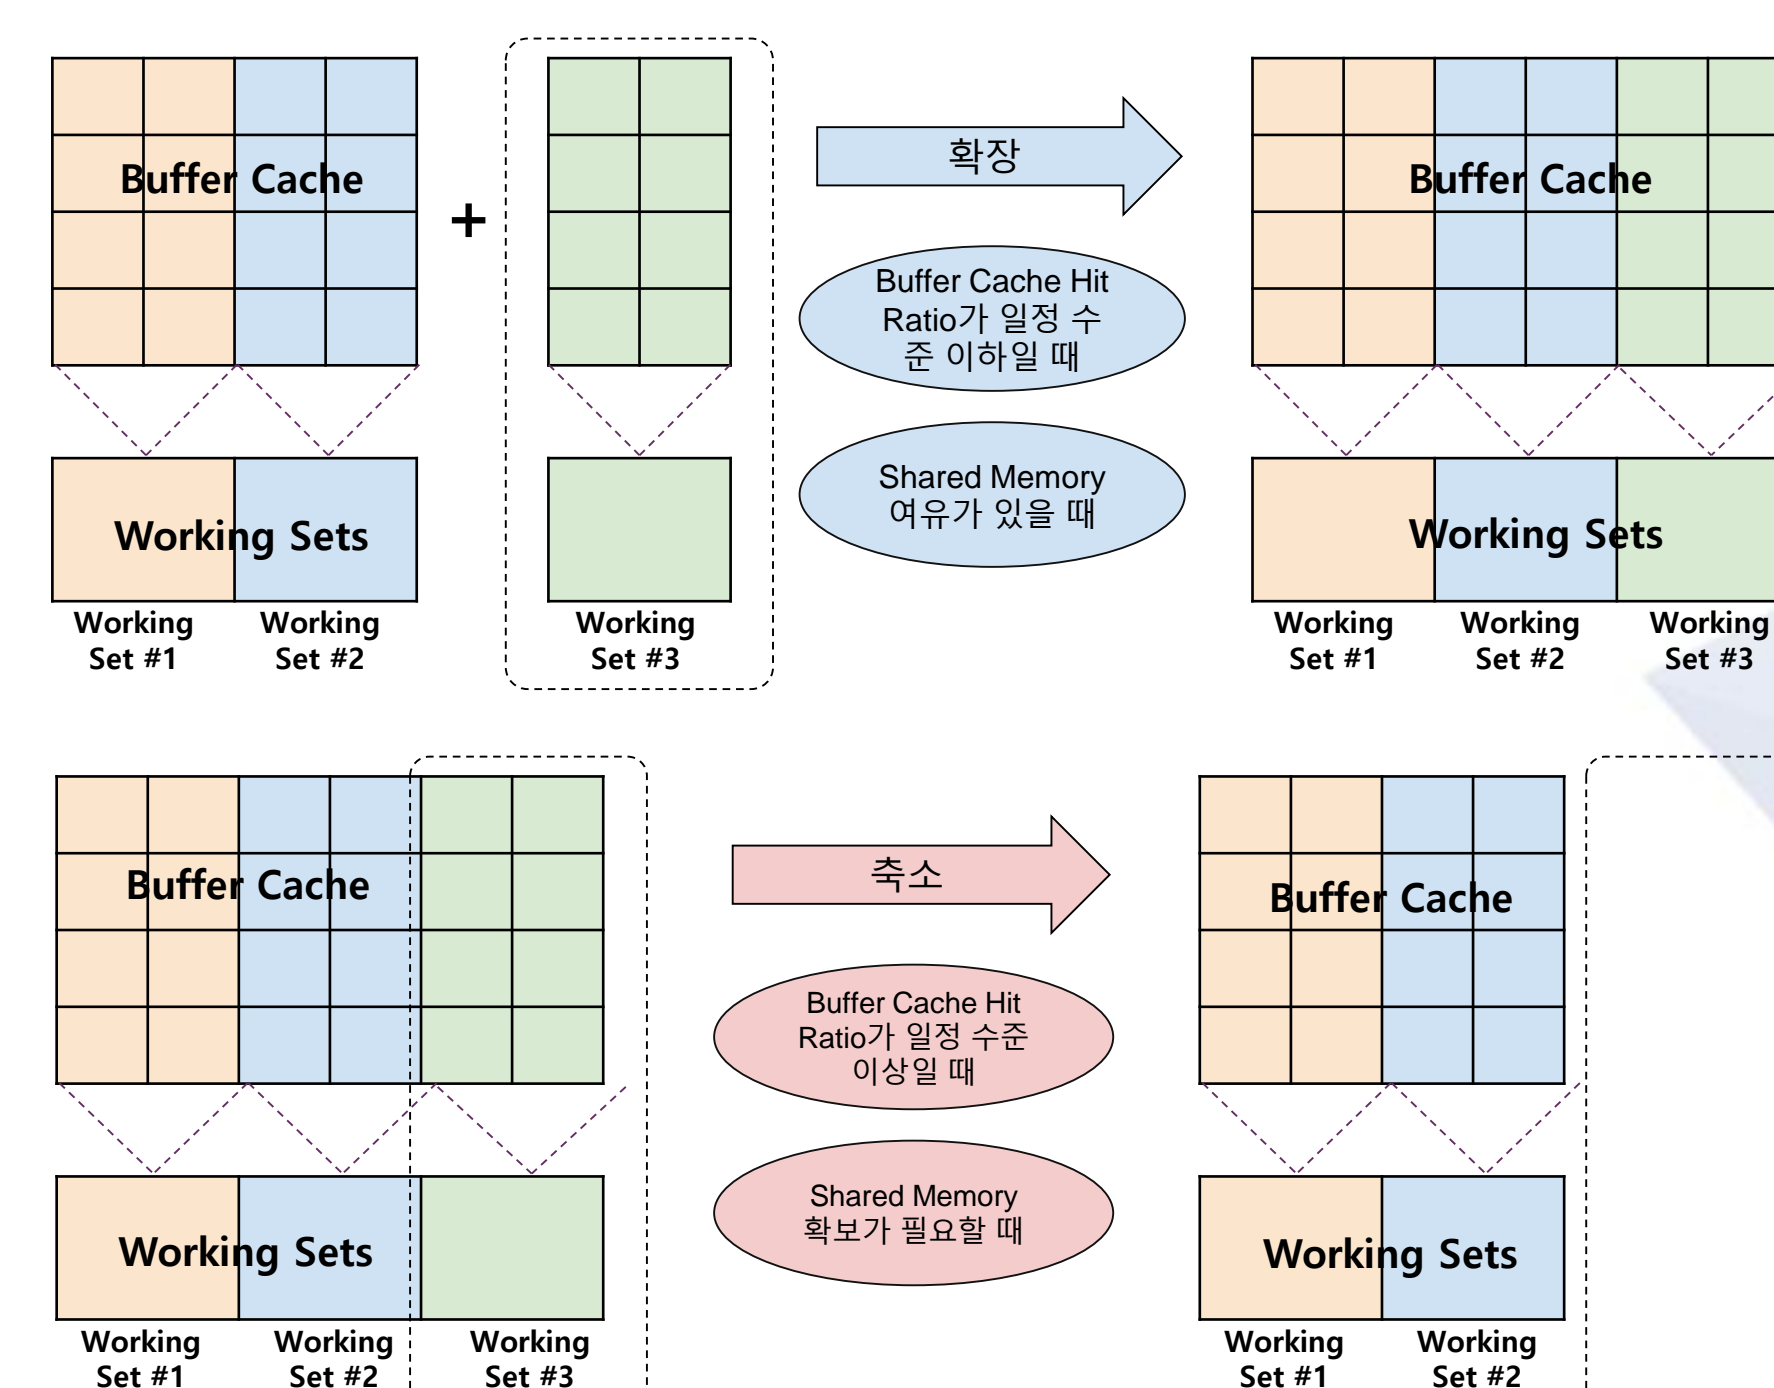 Buffer Cache
+
확장
Buffer Cache Hit
Ratio가 일정 수
준 이하일 때
Shared Memory
여유가 있을 때
Buffer Cache
Working Sets
Working
Set #1
Working
Set #2
Working
Set #3
Working Sets
Working
Set #1
Working
Set #2
Working
Set #3
Buffer Cache
축소
Buffer Cache Hit
Ratio가 일정 수준
이상일 때
Shared Memory
확보가 필요할 때
Buffer Cache
Working Sets
Working
Set #1
Working
Set #2
Working
Set #3
Working Sets
Working
Set #1
Working
Set #2